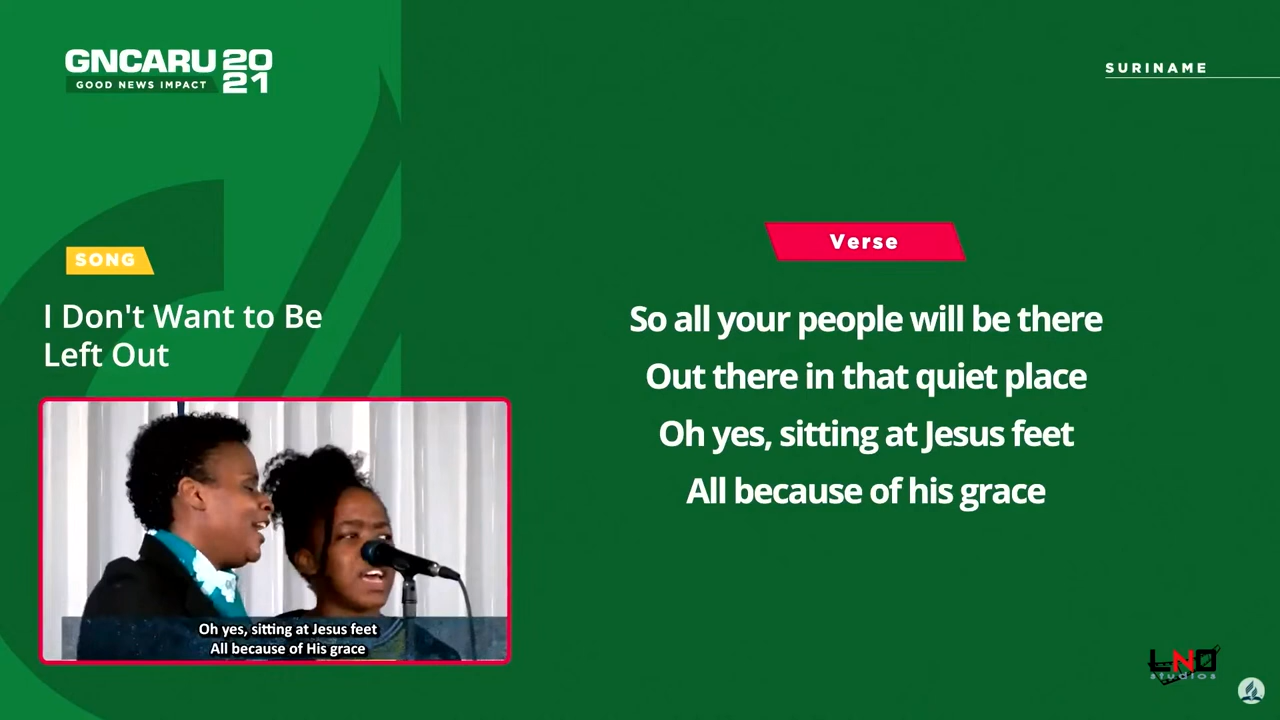 GNCARU 2021
GOOD NEWS IMPACT
SURINAME
SONG
I Don't Want to Be
Left Out
Verse
So all your people will be there
Out there in that quiet place
Oh yes, sitting at Jesus feet
All because of his grace
Oh yes, sitting at Jesus feet
All because of His grace
LNO
studios